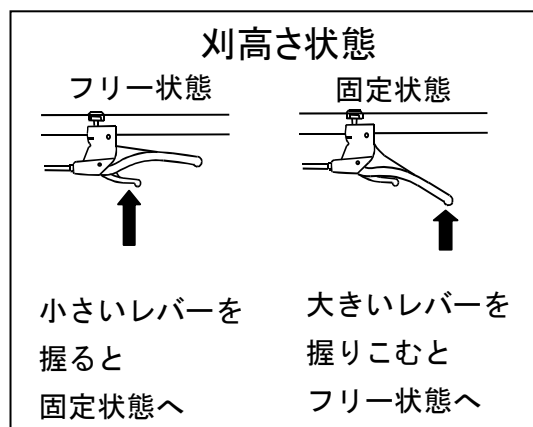 刈高さ状態
フリー状態
固定状態
小さいレバーを
握ると
固定状態へ
大きいレバーを
握りこむと
フリー状態へ